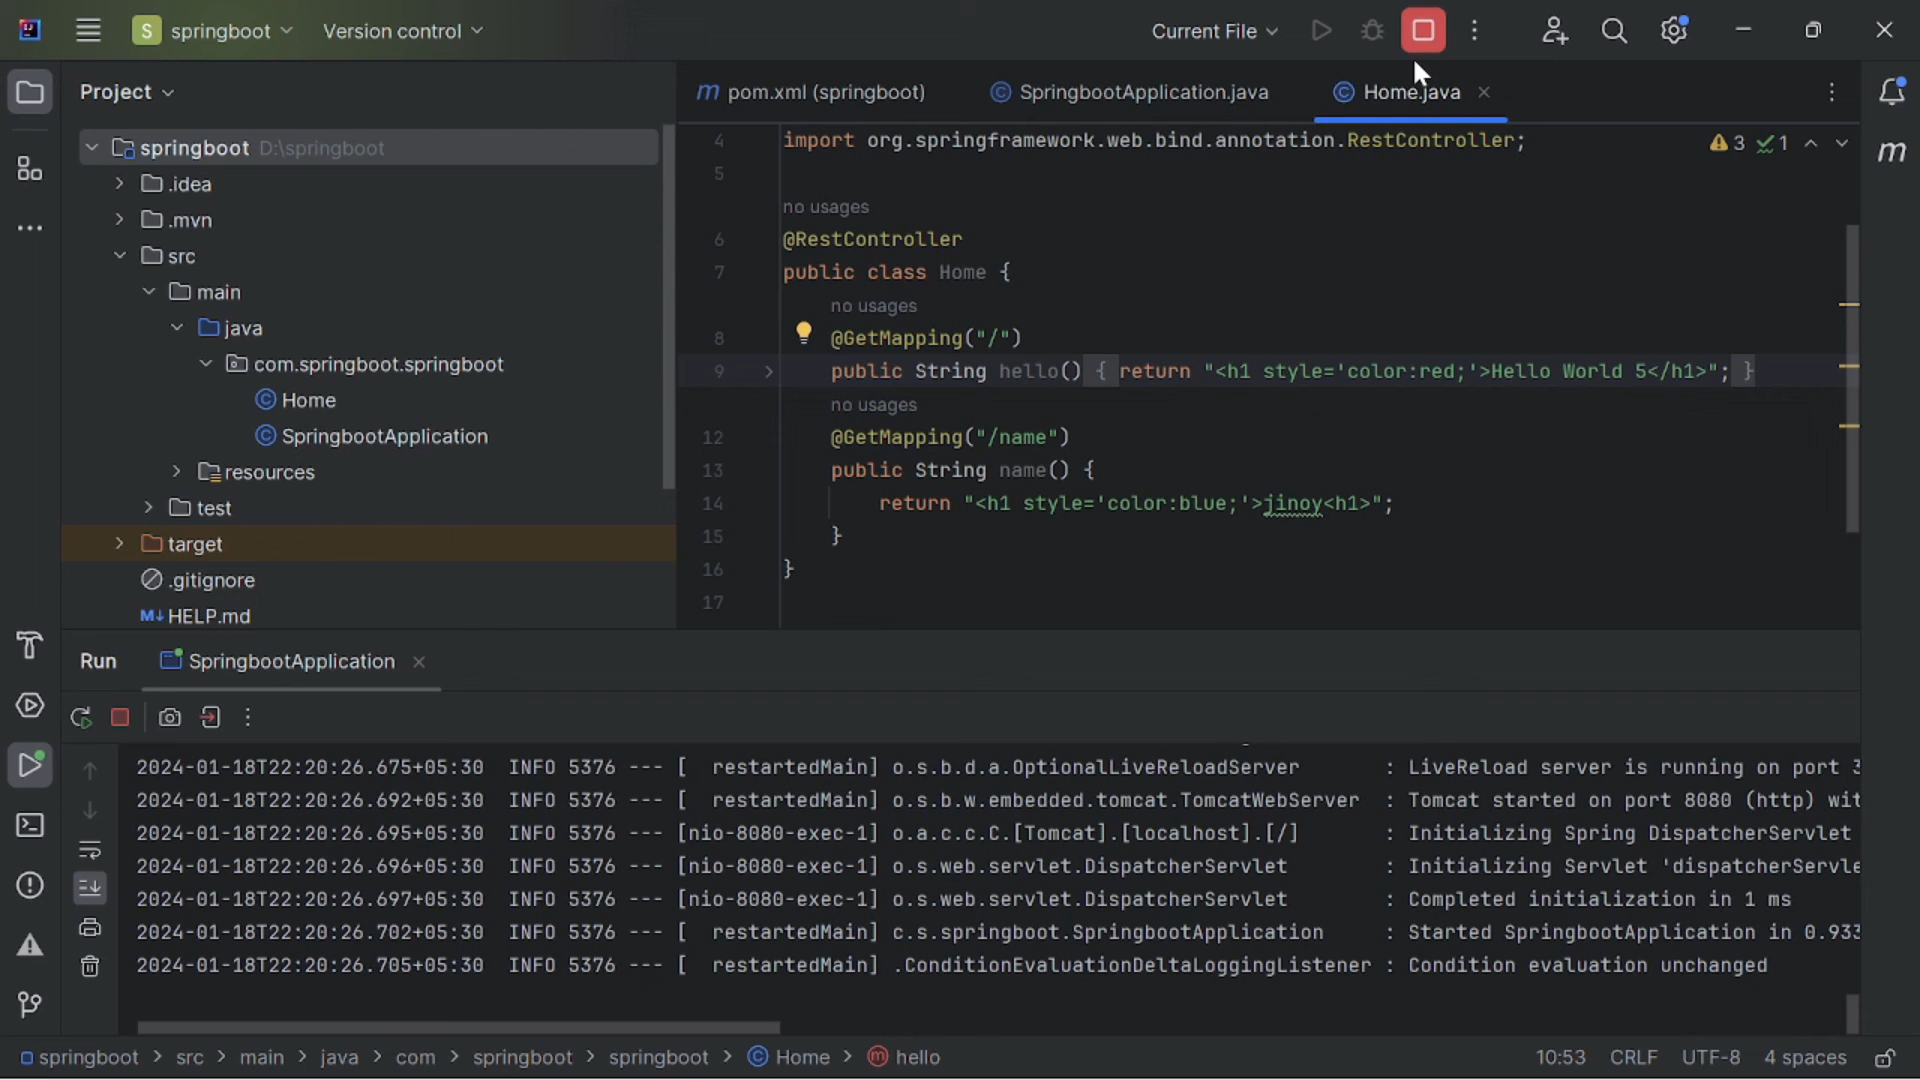 S springboot Version control Current File
Project
pom.xml (springboot) SpringbootApplication.java Home.java
springboot D:\springboot
.idea
.mvn
src
main
java
com.springboot.springboot
Home
SpringbootApplication
resources
test
target
.gitignore
M↓ HELP.md
4 import org.springframework.web.bind.annotation.RestController;
3 1
5
no usages
6 @RestController
7 public class Home {
no usages
8 @GetMapping("/")
9 public String hello() { return "<h1 style='color:red;'>Hello World 5</h1>"; }
no usages
12 @GetMapping("/name")
13 public String name() {
14 return "<h1 style='color:blue;'>jinoy<h1>";
15 }
16 }
17
Run SpringbootApplication
2024-01-18T22:20:26.675+05:30 INFO 5376 --- [ restartedMain] o.s.b.d.a.OptionalLiveReloadServer : LiveReload server is running on port 3
2024-01-18T22:20:26.692+05:30 INFO 5376 --- [ restartedMain] o.s.b.w.embedded.tomcat.TomcatWebServer : Tomcat started on port 8080 (http) wit
2024-01-18T22:20:26.695+05:30 INFO 5376 --- [nio-8080-exec-1] o.a.c.c.C.[Tomcat].[localhost].[/] : Initializing Spring DispatcherServlet
2024-01-18T22:20:26.696+05:30 INFO 5376 --- [nio-8080-exec-1] o.s.web.servlet.DispatcherServlet : Initializing Servlet 'dispatcherServle
2024-01-18T22:20:26.697+05:30 INFO 5376 --- [nio-8080-exec-1] o.s.web.servlet.DispatcherServlet : Completed initialization in 1 ms
2024-01-18T22:20:26.702+05:30 INFO 5376 --- [ restartedMain] c.s.springboot.SpringbootApplication : Started SpringbootApplication in 0.933
2024-01-18T22:20:26.705+05:30 INFO 5376 --- [ restartedMain] .ConditionEvaluationDeltaLoggingListener : Condition evaluation unchanged
springboot > src > main > java > com > springboot > springboot > Home > hello
10:53 CRLF UTF-8 4 spaces